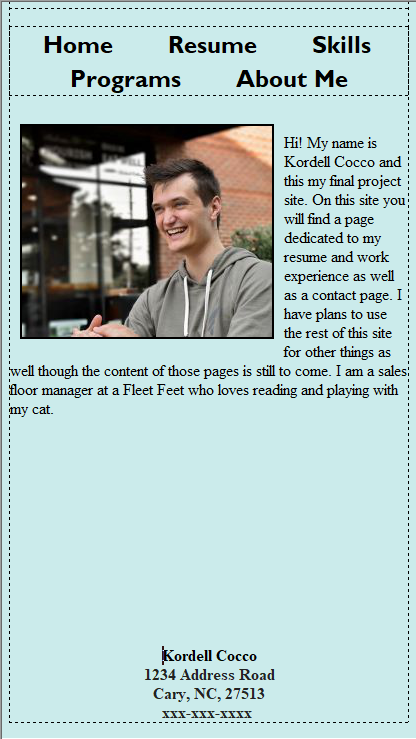 Home Resume Skills
Programs About Me
Hi! My name is
Kordell Cocco and
this my final project
site. On this site you
will find a page
dedicated to my
resume and work
experience as well
as a contact page. I
have plans to use
the rest of this site
for other things as
well though the content of those pages is still to come. I am a sales
floor manager at a Fleet Feet who loves reading and playing with
my cat.
Kordell Cocco
1234 Address Road
Cary, NC, 27513
xxx-xxx-xxxx